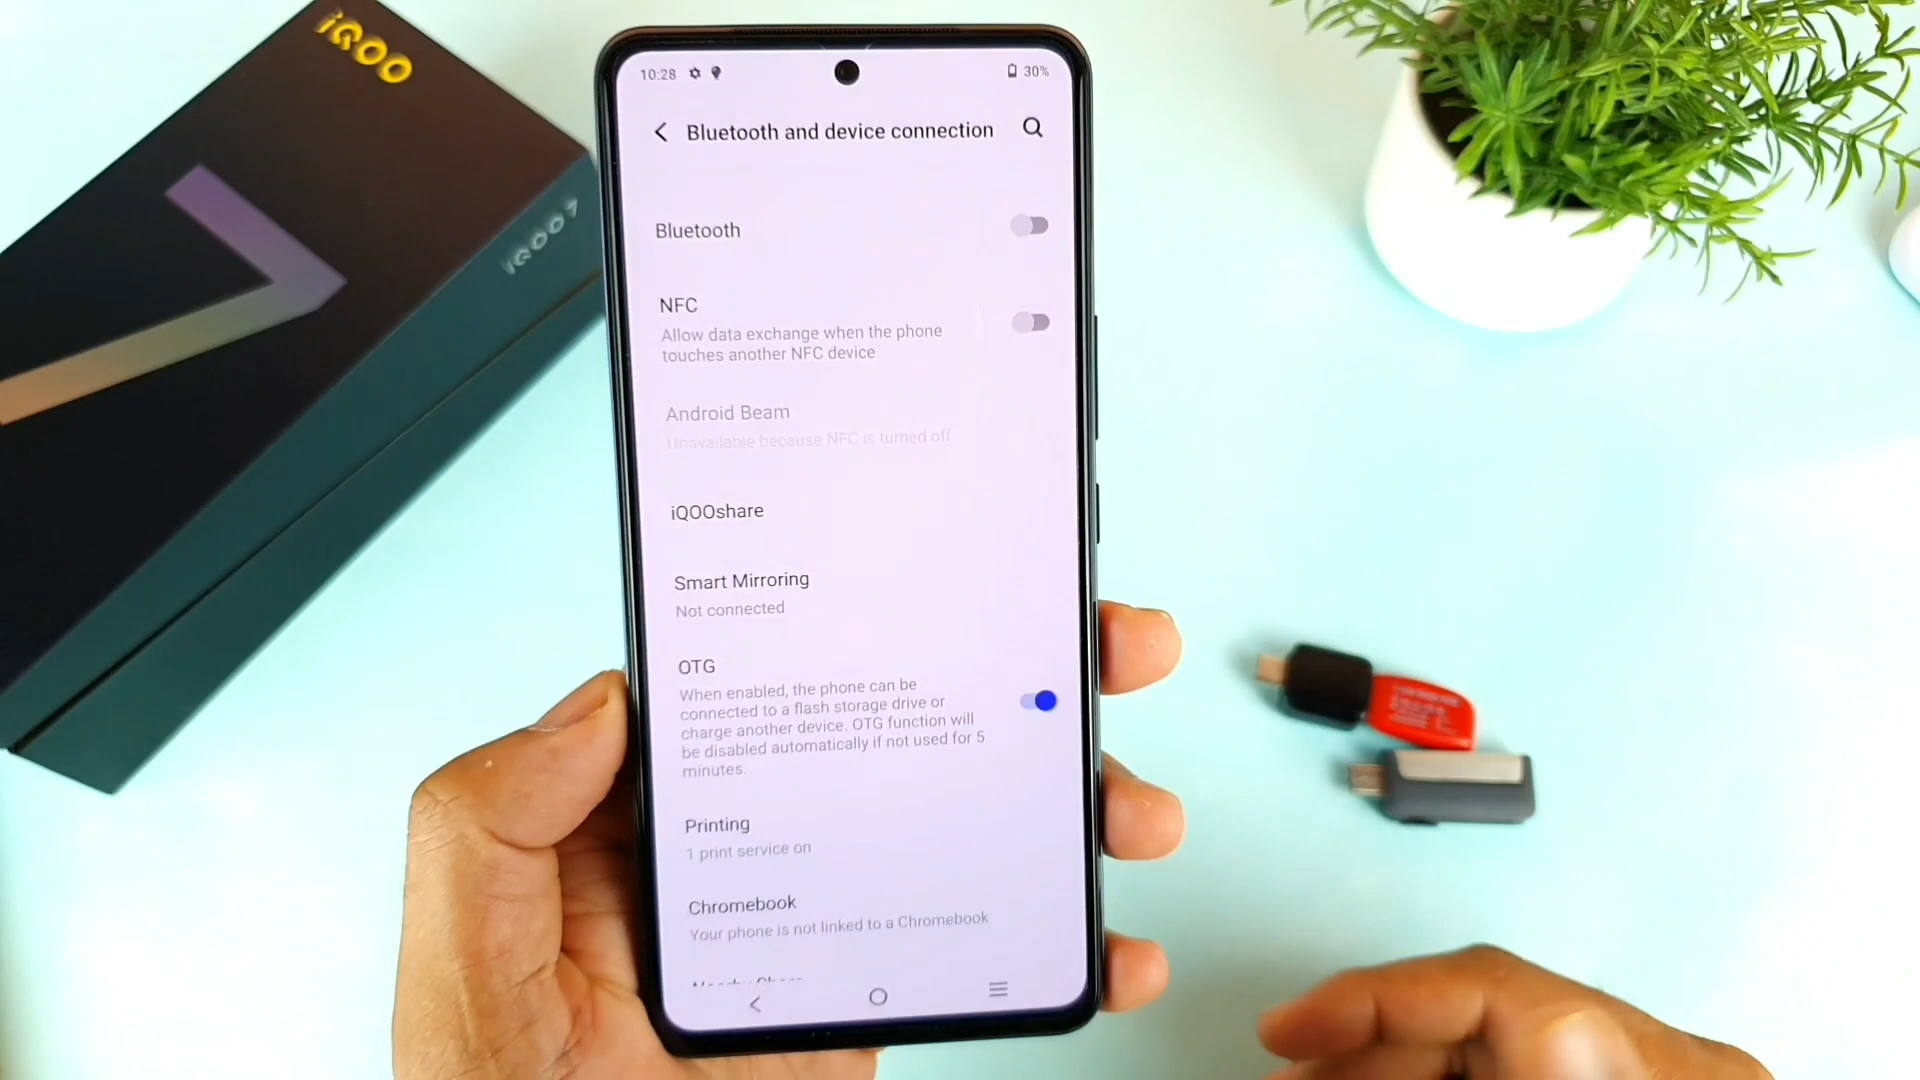 iQOO
7
iQOO 7
10:28
30%
Bluetooth and device connection
Bluetooth
NFC
Allow data exchange when the phone
touches another NFC device
Android Beam
Unavailable because NFC is turned off
iQOOshare
Smart Mirroring
Not connected
OTG
When enabled, the phone can be
connected to a flash storage drive or
charge another device. OTG function will
be disabled automatically if not used for 5
minutes.
Printing
1 print service on
Chromebook
Your phone is not linked to a Chromebook